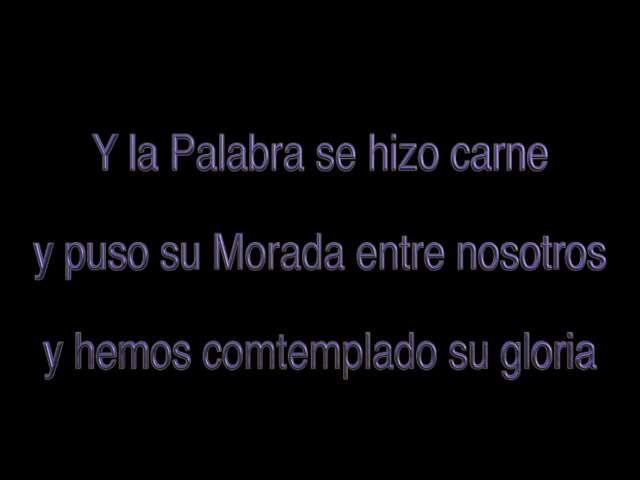 Y la Palabra se hizo carne
y puso su Morada entre nosotros
y hemos comtemplado su gloria